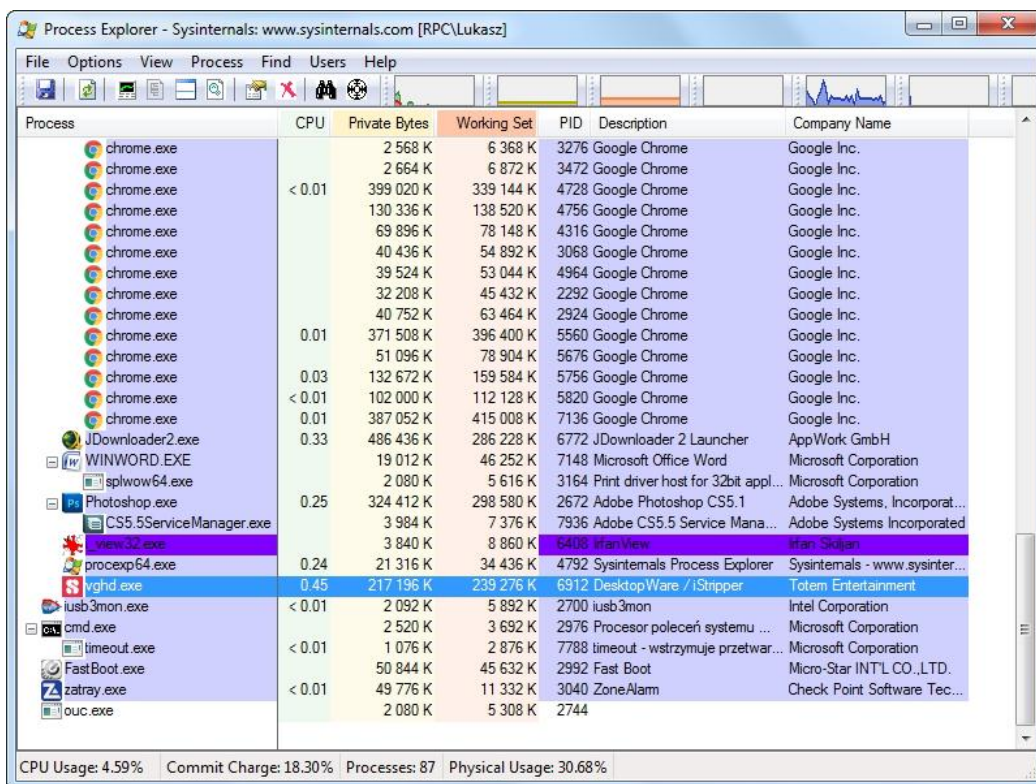 Process Explorer - Sysinternals: www.sysinternals.com [RPC\Lukasz]
File Options View Process Find Users Help
Process CPU Private Bytes Working Set PID Description Company Name
chrome.exe 2 568 K 6 368 K 3276 Google Chrome Google Inc.
chrome.exe 2 664 K 6 872 K 3472 Google Chrome Google Inc.
chrome.exe < 0.01 399 020 K 339 144 K 4728 Google Chrome Google Inc.
chrome.exe 130 336 K 138 520 K 4756 Google Chrome Google Inc.
chrome.exe 69 896 K 78 148 K 4316 Google Chrome Google Inc.
chrome.exe 40 436 K 54 892 K 3068 Google Chrome Google Inc.
chrome.exe 39 524 K 53 044 K 4964 Google Chrome Google Inc.
chrome.exe 32 208 K 45 432 K 2292 Google Chrome Google Inc.
chrome.exe 40 752 K 63 464 K 2924 Google Chrome Google Inc.
chrome.exe 0.01 371 508 K 396 400 K 5560 Google Chrome Google Inc.
chrome.exe 51 096 K 78 904 K 5676 Google Chrome Google Inc.
chrome.exe 0.03 132 672 K 159 584 K 5756 Google Chrome Google Inc.
chrome.exe < 0.01 102 000 K 112 128 K 5820 Google Chrome Google Inc.
chrome.exe 0.01 387 052 K 415 008 K 7136 Google Chrome Google Inc.
JDownloader2.exe 0.33 486 436 K 286 228 K 6772 JDownloader 2 Launcher AppWork GmbH
WINWORD.EXE 19 012 K 46 252 K 7148 Microsoft Office Word Microsoft Corporation
splwow64.exe 2 080 K 5 616 K 3164 Print driver host for 32bit appl... Microsoft Corporation
Photoshop.exe 0.25 324 412 K 298 580 K 2672 Adobe Photoshop CS5.1 Adobe Systems, Incorporat...
CS5.5ServiceManager.exe 3 984 K 7 376 K 7936 Adobe CS5.5 Service Mana... Adobe Systems Incorporated
i_view32.exe 3 840 K 8 860 K 6408 IrfanView Irfan Skiljan
procexp64.exe 0.24 21 316 K 34 436 K 4792 Sysinternals Process Explorer Sysinternals - www.sysinter...
vghd.exe 0.45 217 196 K 239 276 K 6912 DesktopWare / iStripper Totem Entertainment
iusb3mon.exe < 0.01 2 092 K 5 892 K 2700 iusb3mon Intel Corporation
cmd.exe 2 520 K 3 692 K 2976 Procesor poleceń systemu ... Microsoft Corporation
timeout.exe < 0.01 1 076 K 2 876 K 7788 timeout - wstrzymuje przetwar... Microsoft Corporation
FastBoot.exe 50 844 K 45 632 K 2992 Fast Boot Micro-Star INT'L CO.,LTD.
zatray.exe < 0.01 49 776 K 11 332 K 3040 ZoneAlarm Check Point Software Tec...
ouc.exe 2 080 K 5 308 K 2744
CPU Usage: 4.59% Commit Charge: 18.30% Processes: 87 Physical Usage: 30.68%